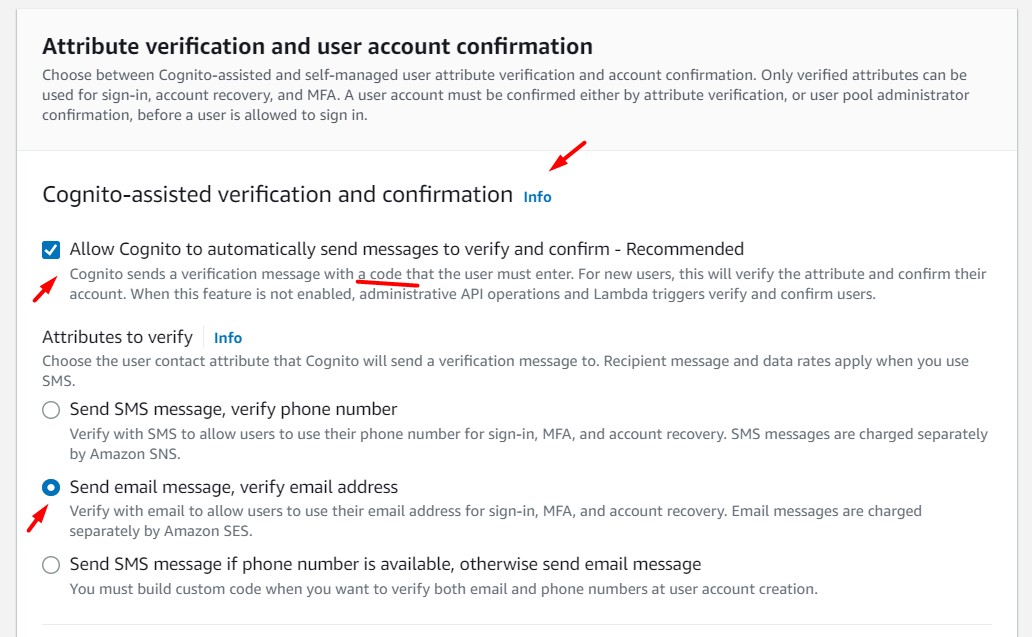 Attribute verification and user account confirmation
Choose between Cognito-assisted and self-managed user attribute verification and account confirmation. Only verified attributes can be
used for sign-in, account recovery, and MFA. A user account must be confirmed either by attribute verification, or user pool administrator
confirmation, before a user is allowed to sign in.
Cognito-assisted verification and confirmation Info
Allow Cognito to automatically send messages to verify and confirm - Recommended
Cognito sends a verification message with a code that the user must enter. For new users, this will verify the attribute and confirm their
account. When this feature is not enabled, administrative API operations and Lambda triggers verify and confirm users.
Attributes to verify Info
Choose the user contact attribute that Cognito will send a verification message to. Recipient message and data rates apply when you use
SMS.
Send SMS message, verify phone number
Verify with SMS to allow users to use their phone number for sign-in, MFA, and account recovery. SMS messages are charged separately
by Amazon SNS.
Send email message, verify email address
Verify with email to allow users to use their email address for sign-in, MFA, and account recovery. Email messages are charged
separately by Amazon SES.
Send SMS message if phone number is available, otherwise send email message
You must build custom code when you want to verify both email and phone numbers at user account creation.